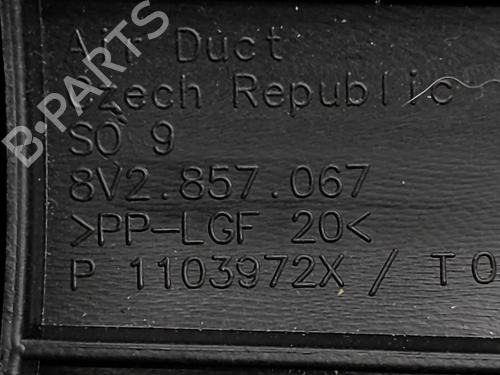 Air Duct
Czech Republic
SO 9
8V2.857.067
>PP-LGF 20<
P 1103972X / T0
B-PARTS